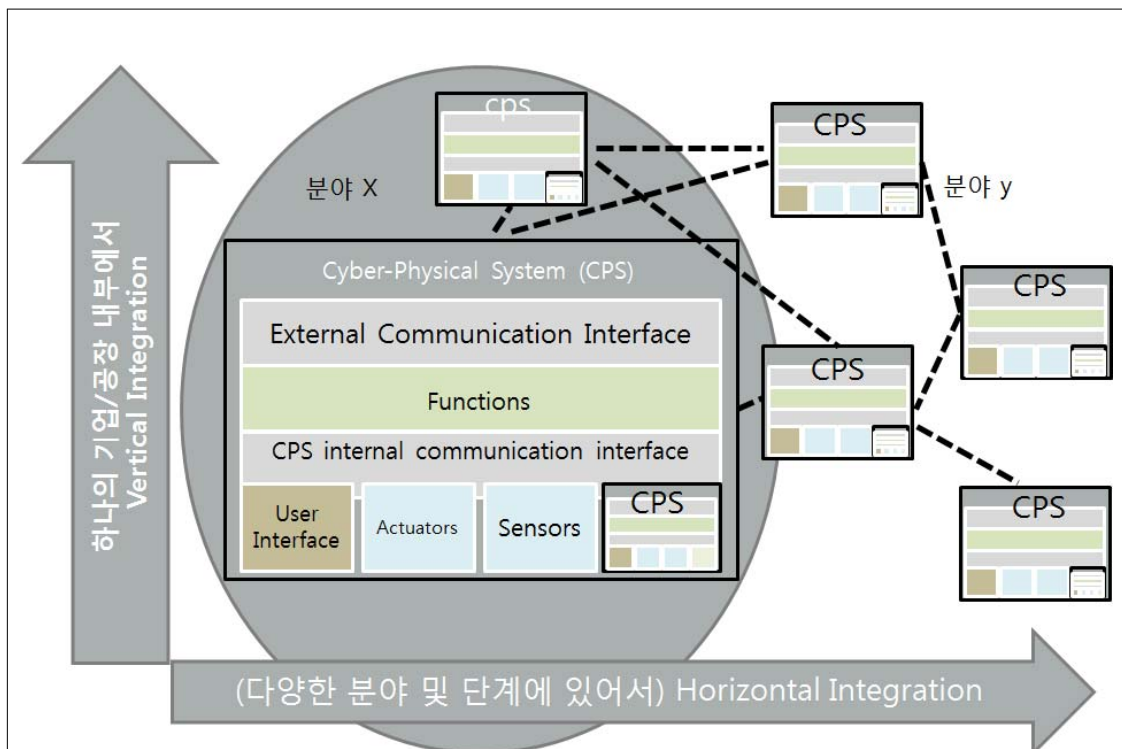 cps
CPS
분야 X
분야 y
Cyber-Physical System (CPS)
CPS
External Communication Interface
CPS
Functions
CPS internal communication interface
User
Interface
Actuators
Sensors
CPS
CPS
하나의 기업/공장 내부에서
Vertical Integration
(다양한 분야 및 단계에 있어서) Horizontal Integration